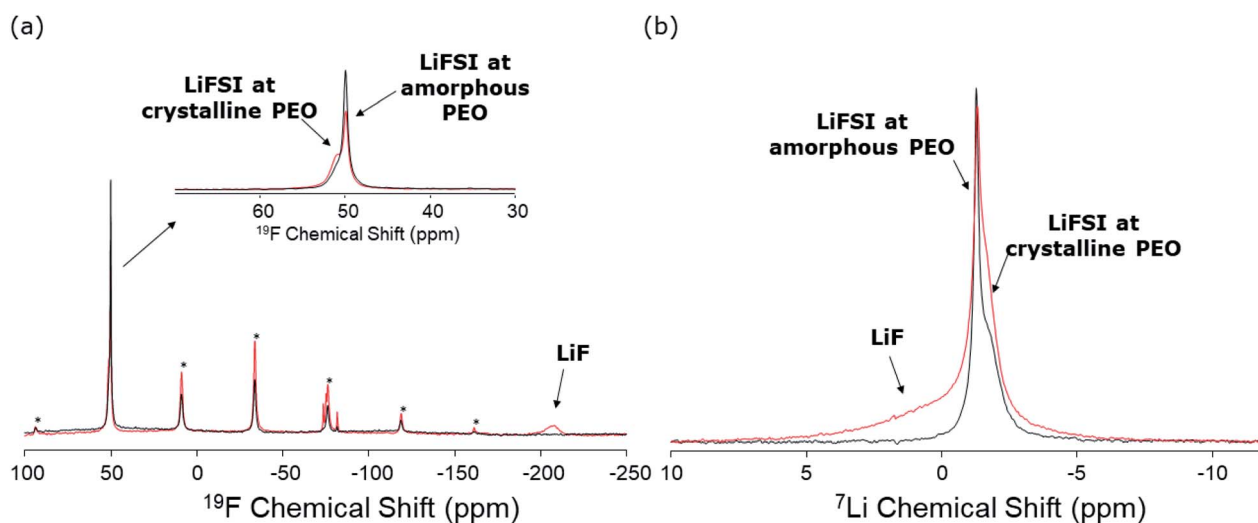 (a)
LiFSI at
crystalline PEO
LiFSI at
amorphous
PEO
60
50
40
30
¹⁹F Chemical Shift (ppm)
*
*
*
*
*
*
LiF
100
50
0
-50
-100
-150
-200
-250
¹⁹F Chemical Shift (ppm)
(b)
LiFSI at
amorphous PEO
LiFSI at
crystalline PEO
LiF
10
5
0
-5
-10
⁷Li Chemical Shift (ppm)